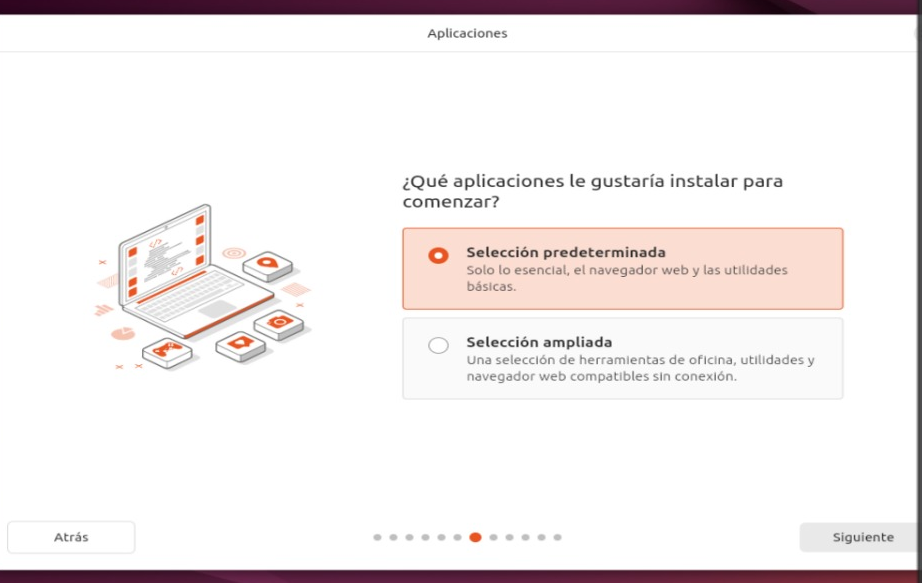 Aplicaciones
¿Qué aplicaciones le gustaría instalar para
comenzar?
Selección predeterminada
Solo lo esencial, el navegador web y las utilidades
básicas.
Selección ampliada
Una selección de herramientas de oficina, utilidades y
navegador web compatibles sin conexión.
Atrás
Siguiente